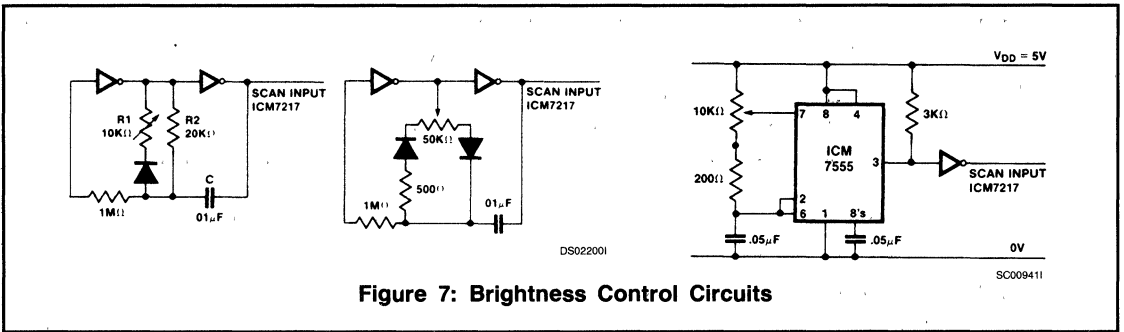 R1
10KΩ
R2
20KΩ
1MΩ
C
01μF
SCAN INPUT
ICM7217
50KΩ
500Ω
1MΩ
01μF
SCAN INPUT
ICM7217
DS02200I
V_DD = 5V
10KΩ
7
8
4
3KΩ
ICM
7555
3
200Ω
2
6
1
8's
.05μF
.05μF
SCAN INPUT
ICM7217
0V
SC00941I
Figure 7: Brightness Control Circuits